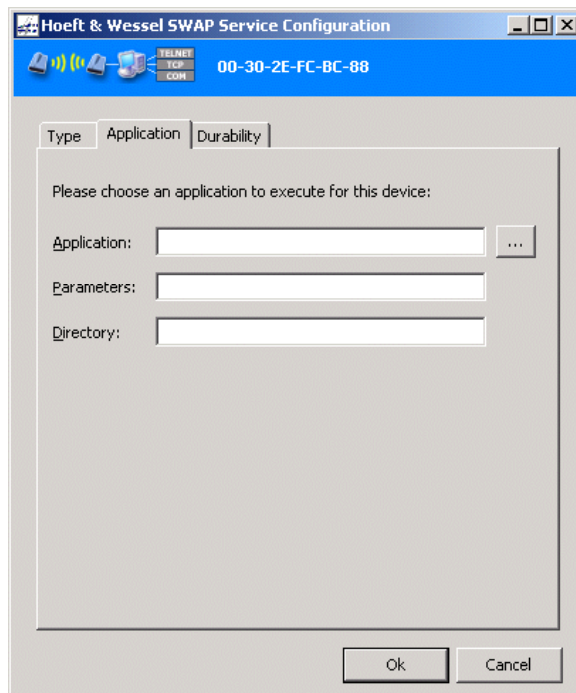 Hoeft & Wessel SWAP Service Configuration
TELNET
TCP
COM
00-30-2E-FC-BC-88
Type
Application
Durability
Please choose an application to execute for this device:
Application:
...
Parameters:
Directory:
Ok
Cancel